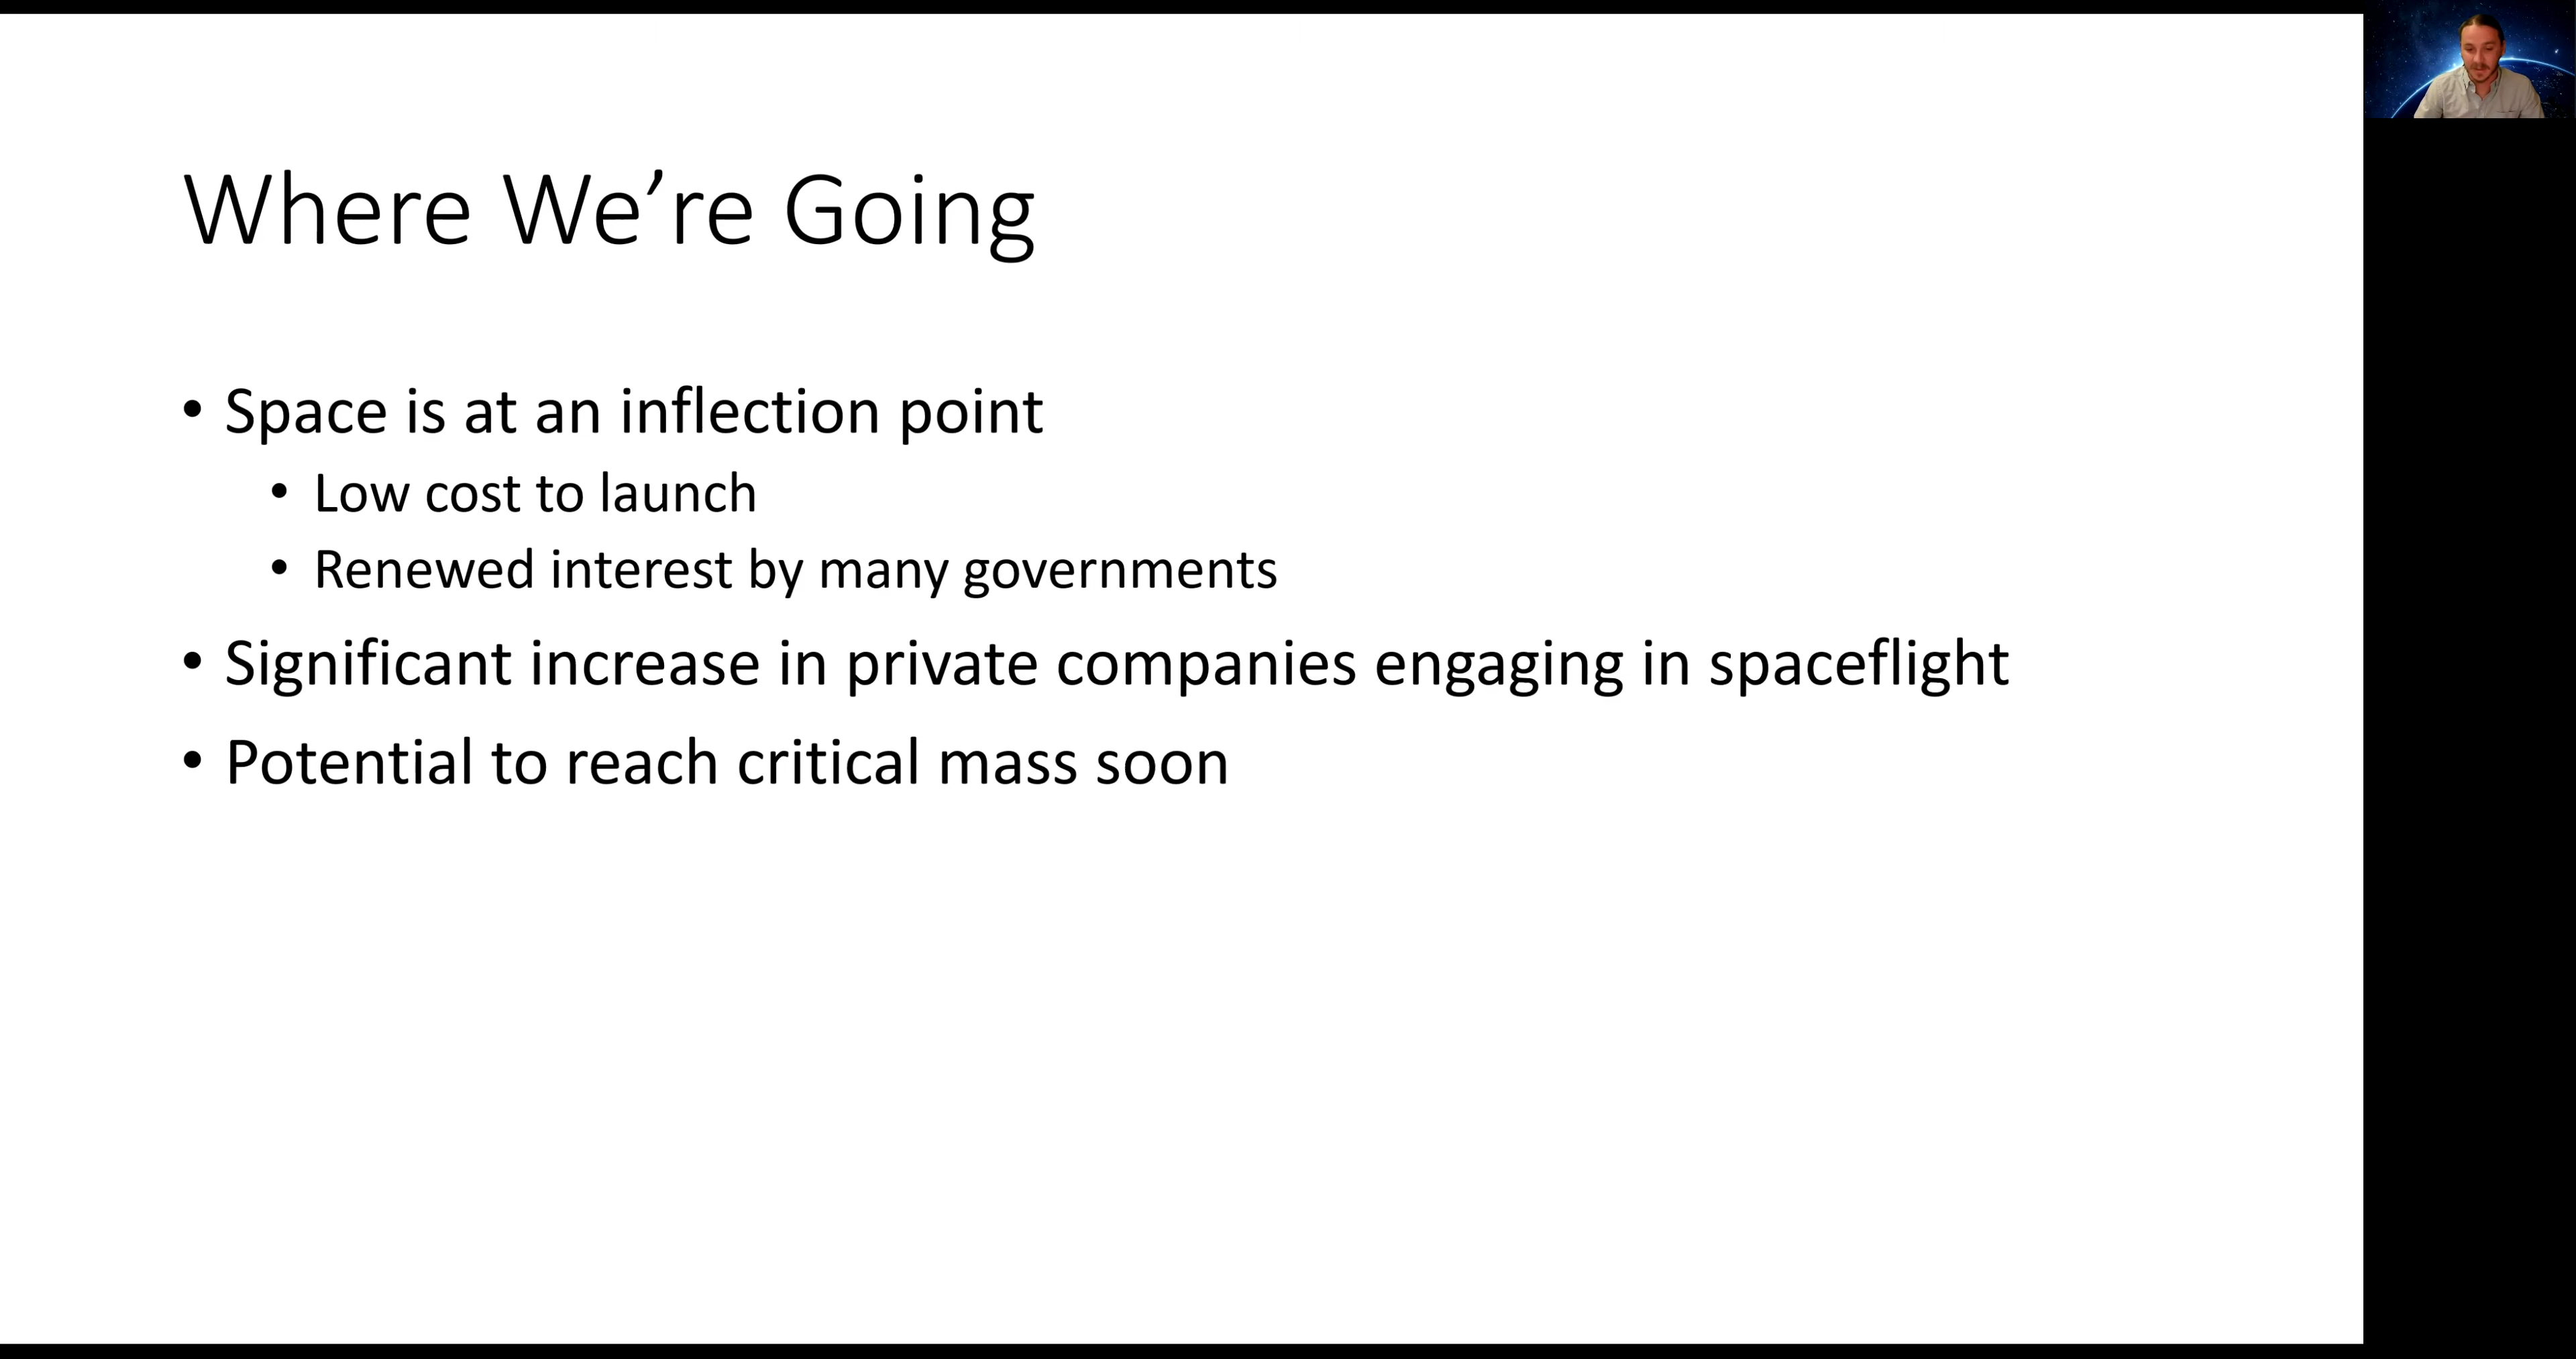 Where We’re Going
• Space is at an inflection point
• Low cost to launch
• Renewed interest by many governments
• Significant increase in private companies engaging in spaceflight
• Potential to reach critical mass soon